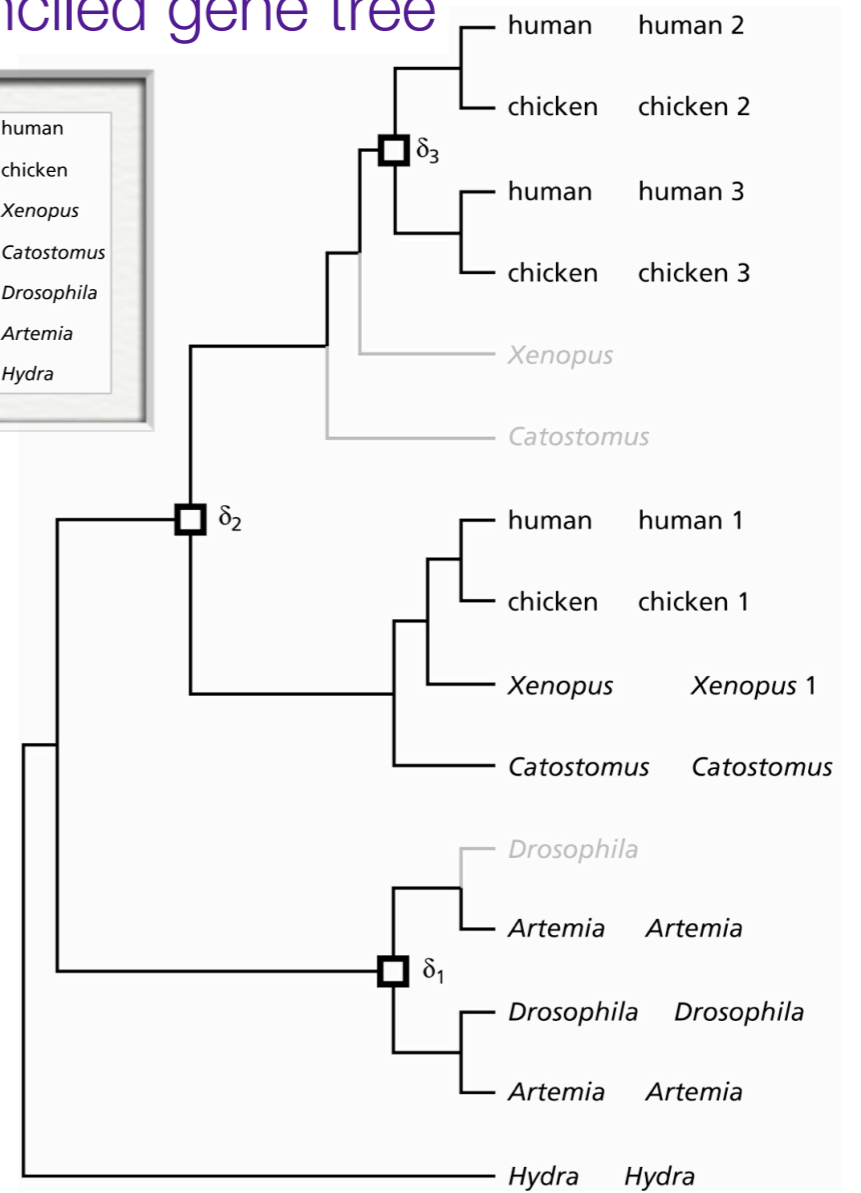 gene tree
human
chicken
Xenopus
Catostomus
Drosophila
Artemia
Hydra
human human 2
chicken chicken 2
δ3
human human 3
chicken chicken 3
Xenopus
Catostomus
δ2
human human 1
chicken chicken 1
Xenopus Xenopus 1
Catostomus Catostomus
Drosophila
Artemia Artemia
δ1
Drosophila Drosophila
Artemia Artemia
Hydra Hydra